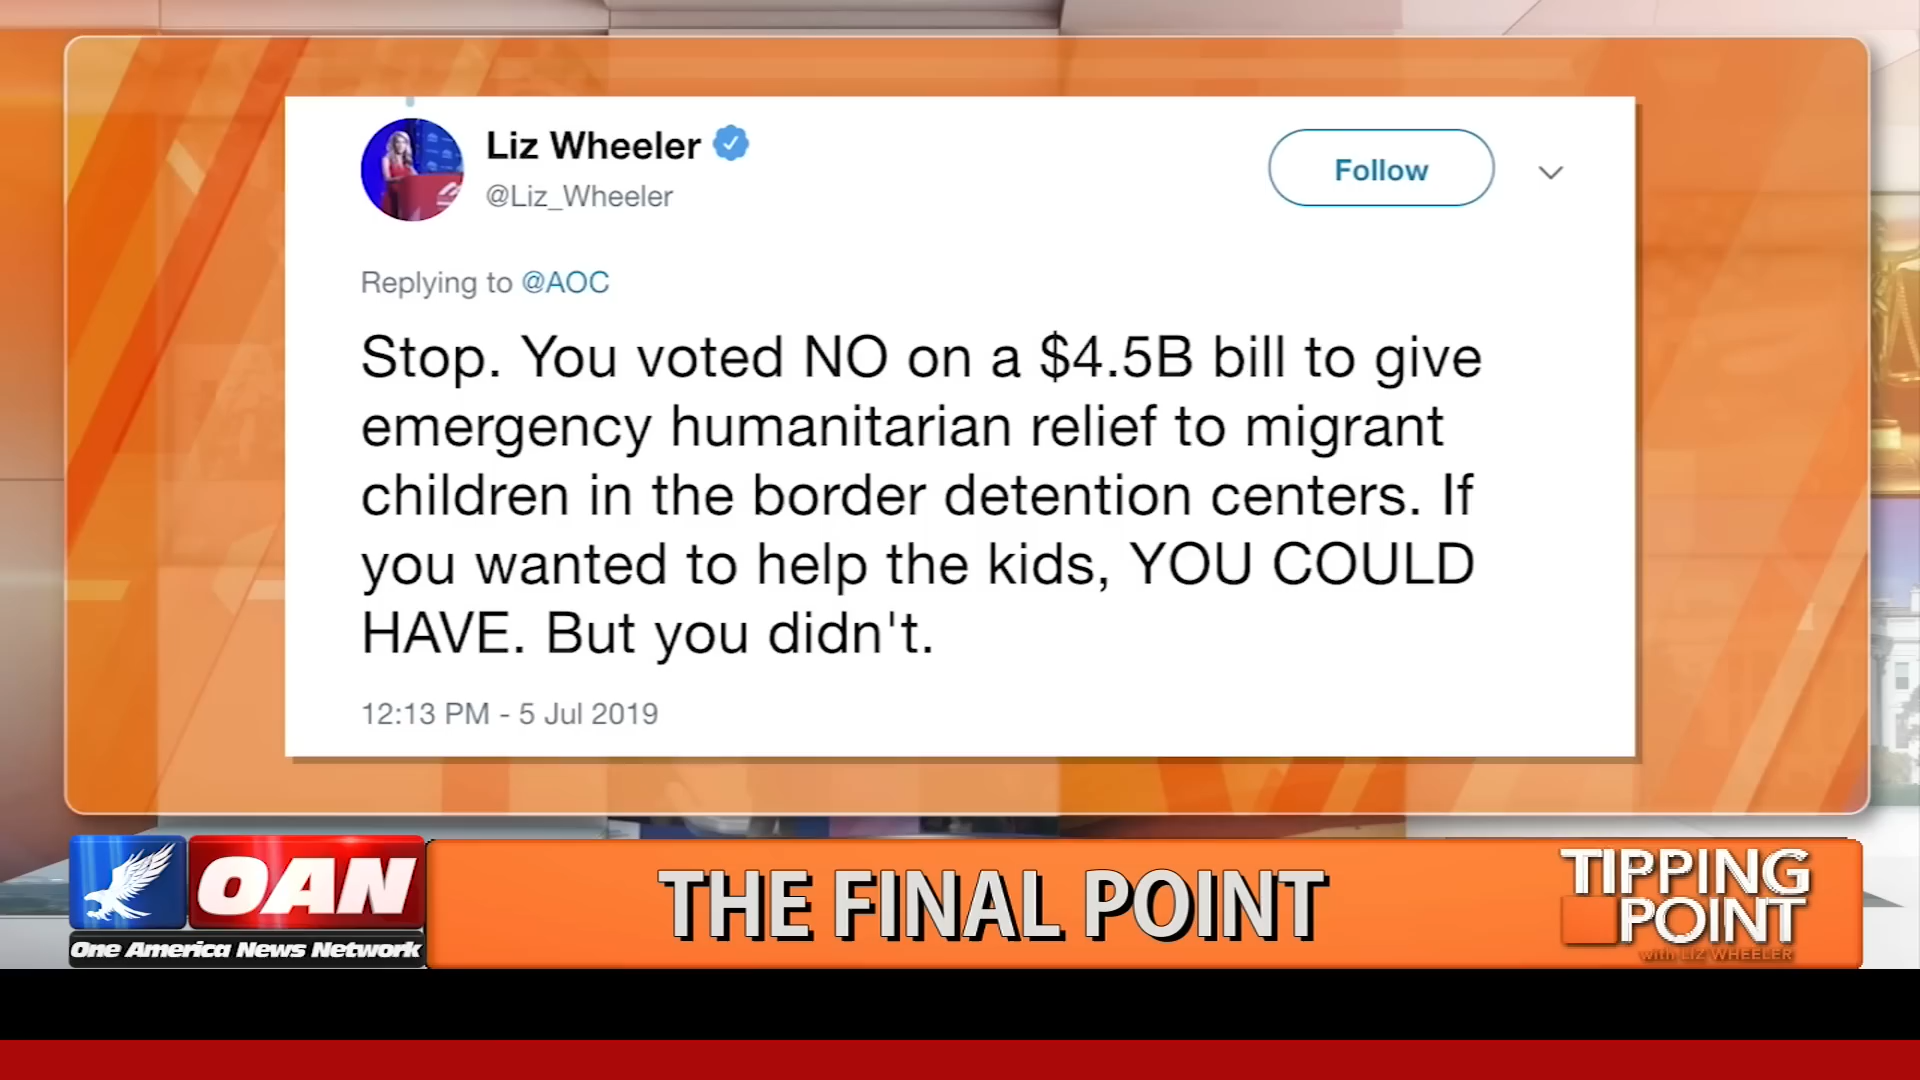 Liz Wheeler
@Liz_Wheeler
Follow
Replying to @AOC
Stop. You voted NO on a $4.5B bill to give
emergency humanitarian relief to migrant
children in the border detention centers. If
you wanted to help the kids, YOU COULD
HAVE. But you didn't.
12:13 PM - 5 Jul 2019
OAN
One America News Network
THE FINAL POINT
TIPPING
POINT
with LIZ WHEELER